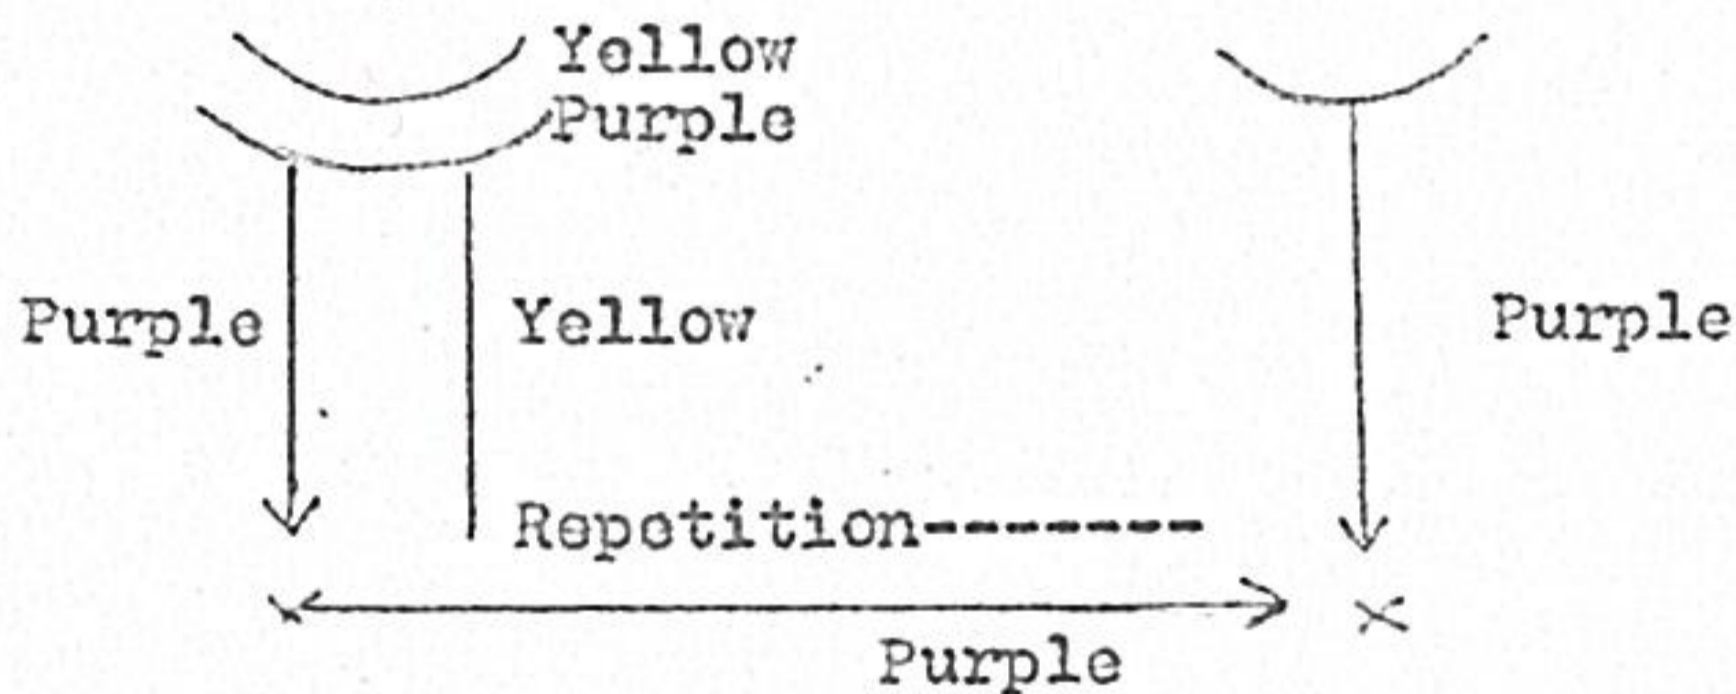 Yellow
Purple
Purple Yellow Purple
Repetition--------
Purple